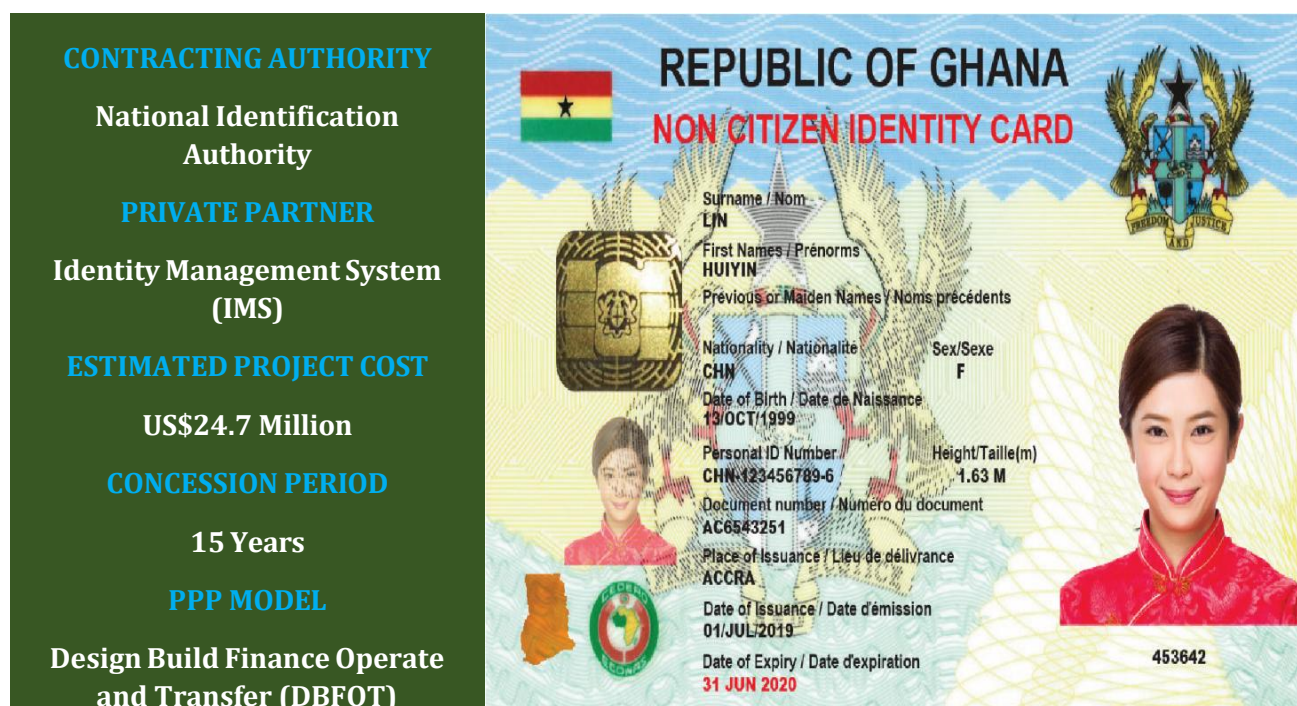 CONTRACTING AUTHORITY
National Identification
Authority
PRIVATE PARTNER
Identity Management System
(IMS)
ESTIMATED PROJECT COST
US$24.7 Million
CONCESSION PERIOD
15 Years
PPP MODEL
Design Build Finance Operate
and Transfer (DBFOT)
REPUBLIC OF GHANA
NON CITIZEN IDENTITY CARD
FREEDOM AND JUSTICE
Surname / Nom
LIN
First Names / Prénorms
HUIYIN
Previous or Maiden Names / Noms précédents
Nationality / Nationalité Sex/Sexe
CHN F
Date of Birth / Date de Naissance
13/OCT/1999
Personal ID Number Height/Taille(m)
CHN-123456789-6 1.63 M
Document number / Numéro du document
AC6543251
Place of Issuance / Lieu de délivrance
ACCRA
Date of Issuance / Date d'émission
01/JUL/2019
Date of Expiry / Date d'expiration
31 JUN 2020
CEDEAO
ECOWAS
453642